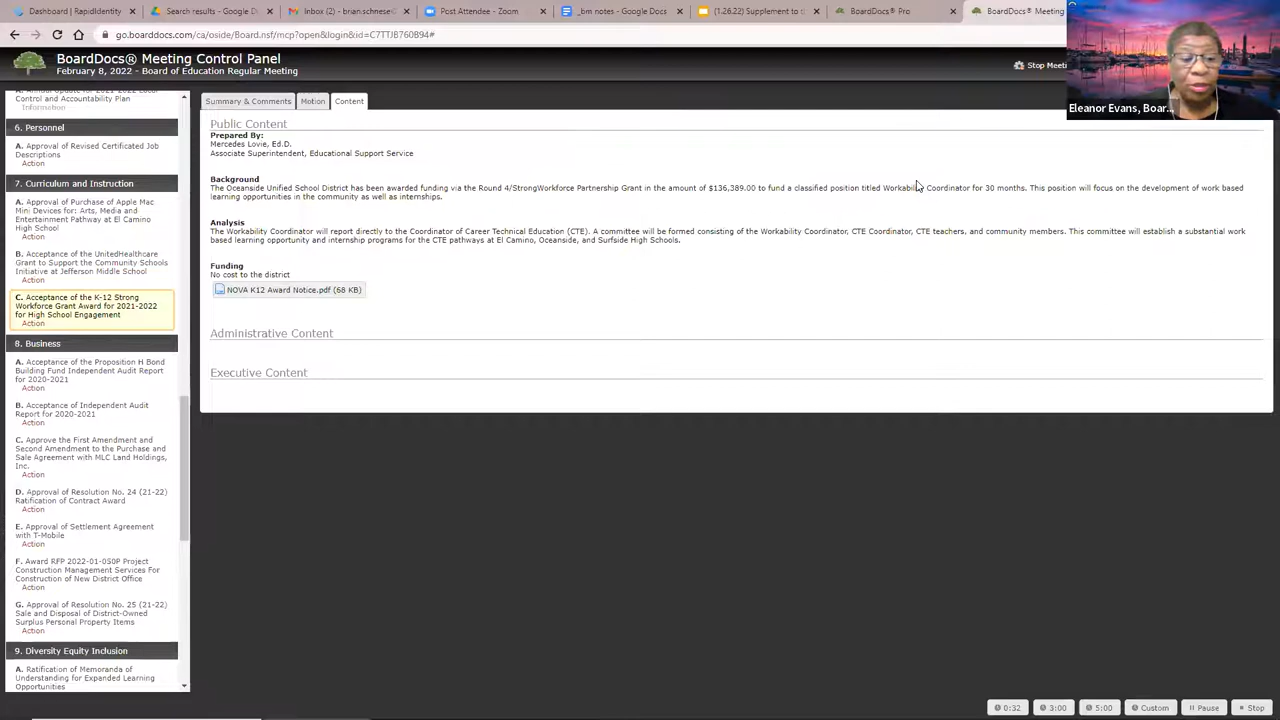 Dashboard | RapidIdentity
Search results - Google D
Inbox (2) - brian.schnese
Post Attendee - Zoom
_bm notes - Google Docs
(1.26.22) Supplement to t
BoardDocs® Pro
BoardDocs® Meeting
go.boarddocs.com/ca/oside/Board.nsf/mcp?open&login&id=C7TTJB760B94#
BoardDocs® Meeting Control Panel
February 8, 2022 - Board of Education Regular Meeting
Stop Meeti
Eleanor Evans, Boar...
Control and Accountability Plan
Information
6. Personnel
A. Approval of Revised Certificated Job
Descriptions
Action
7. Curriculum and Instruction
A. Approval of Purchase of Apple Mac
Mini Devices for: Arts, Media and
Entertainment Pathway at El Camino
High School
Action
B. Acceptance of the UnitedHealthcare
Grant to Support the Community Schools
Initiative at Jefferson Middle School
Action
C. Acceptance of the K-12 Strong
Workforce Grant Award for 2021-2022
for High School Engagement
Action
8. Business
A. Acceptance of the Proposition H Bond
Building Fund Independent Audit Report
for 2020-2021
Action
B. Acceptance of Independent Audit
Report for 2020-2021
Action
C. Approve the First Amendment and
Second Amendment to the Purchase and
Sale Agreement with MLC Land Holdings,
Inc.
Action
D. Approval of Resolution No. 24 (21-22)
Ratification of Contract Award
Action
E. Approval of Settlement Agreement
with T-Mobile
Action
F. Award RFP 2022-01-0S0P Project
Construction Management Services For
Construction of New District Office
Action
G. Approval of Resolution No. 25 (21-22)
Sale and Disposal of District-Owned
Surplus Personal Property Items
Action
9. Diversity Equity Inclusion
A. Ratification of Memoranda of
Understanding for Expanded Learning
Opportunities
Summary & Comments
Motion
Content
Public Content
Prepared By:
Mercedes Lovie, Ed.D.
Associate Superintendent, Educational Support Service
Background
The Oceanside Unified School District has been awarded funding via the Round 4/StrongWorkforce Partnership Grant in the amount of $136,389.00 to fund a classified position titled Workability Coordinator for 30 months. This position will focus on the development of work based
learning opportunities in the community as well as internships.
Analysis
The Workability Coordinator will report directly to the Coordinator of Career Technical Education (CTE). A committee will be formed consisting of the Workability Coordinator, CTE Coordinator, CTE teachers, and community members. This committee will establish a substantial work
based learning opportunity and internship programs for the CTE pathways at El Camino, Oceanside, and Surfside High Schools.
Funding
No cost to the district
NOVA K12 Award Notice.pdf (68 KB)
Administrative Content
Executive Content
0:32
3:00
5:00
Custom
Pause
Stop